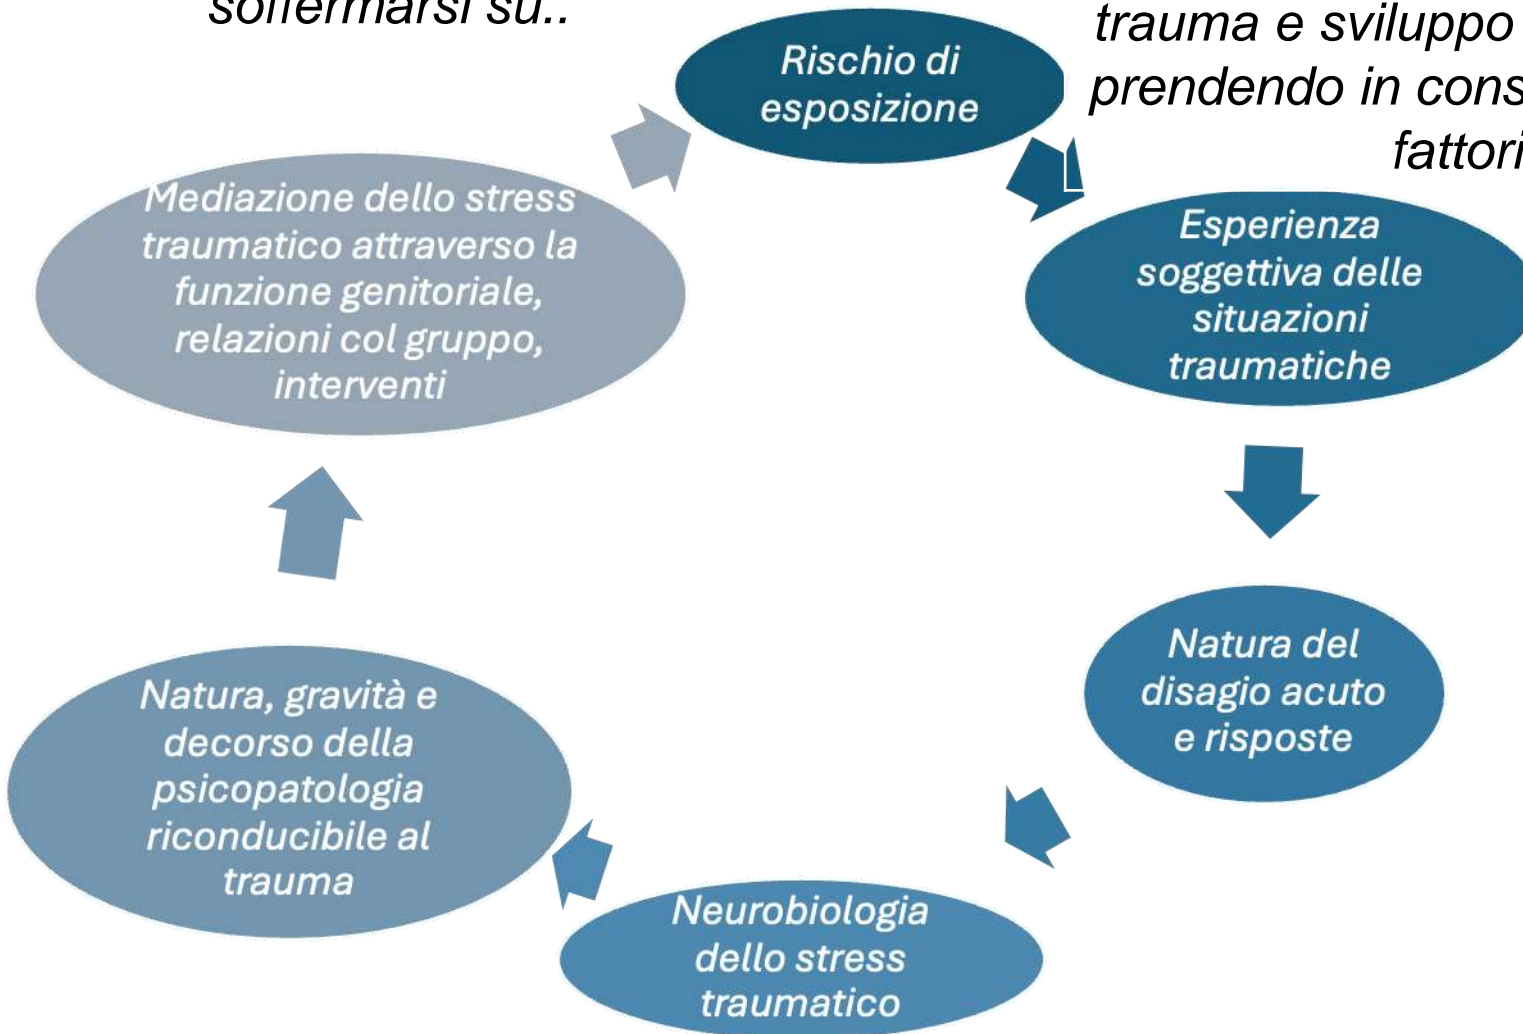 soffermarsi su..
trauma e sviluppo
prendendo in cons
fattori
Rischio di
esposizione
Esperienza
soggettiva delle
situazioni
traumatiche
Natura del
disagio acuto
e risposte
Neurobiologia
dello stress
traumatico
Natura, gravità e
decorso della
psicopatologia
riconducibile al
trauma
Mediazione dello stress
traumatico attraverso la
funzione genitoriale,
relazioni col gruppo,
interventi